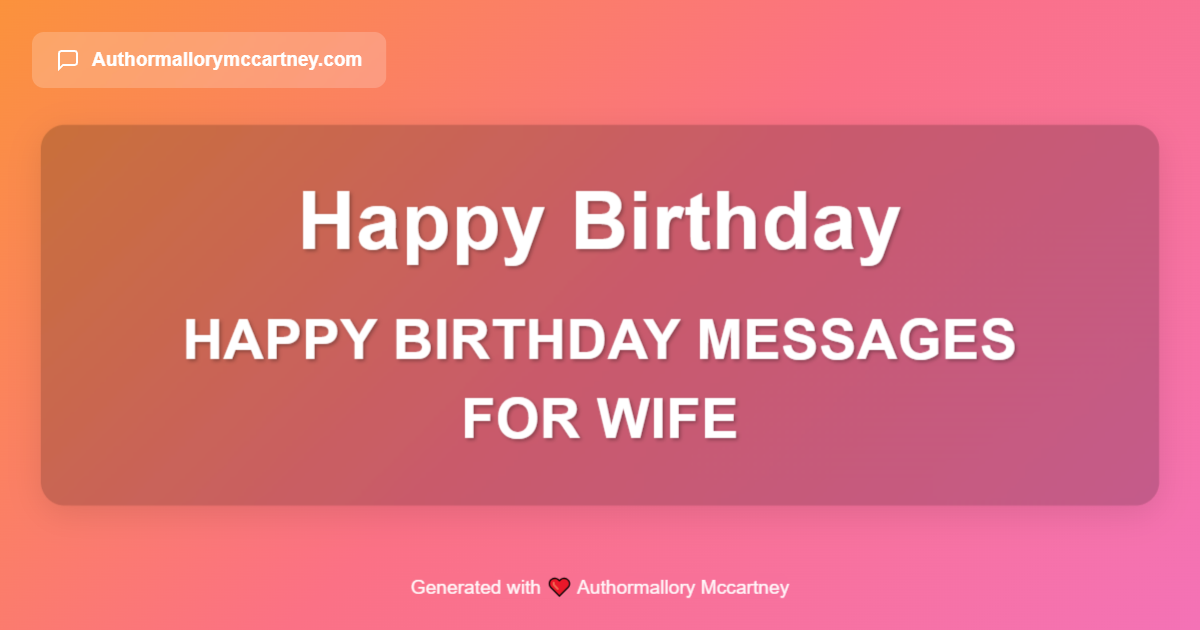 Authormallorymccartney.com
Happy Birthday
HAPPY BIRTHDAY MESSAGES
FOR WIFE
Generated with ❤️ Authormallory Mccartney